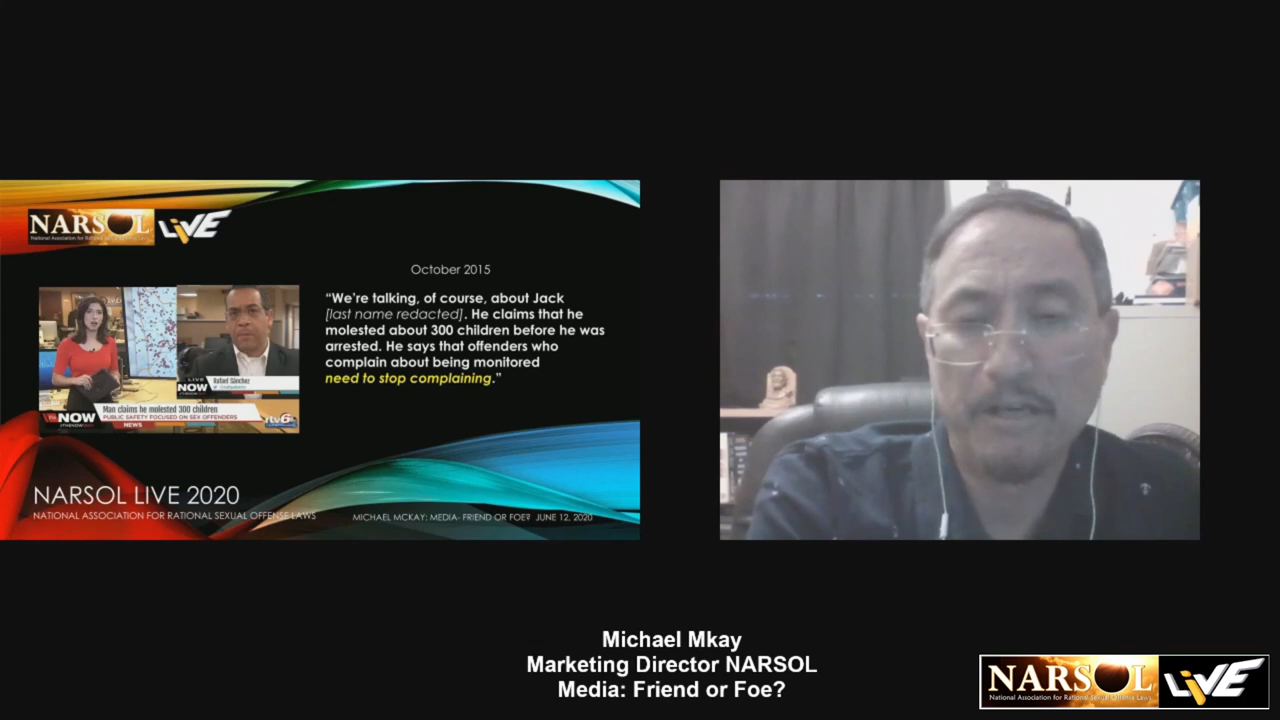 NARSOL LiVE
National Association for Rational Sexual Offense Laws
October 2015
“We’re talking, of course, about Jack
[last name redacted]. He claims that he
molested about 300 children before he was
arrested. He says that offenders who
complain about being monitored
need to stop complaining.”
LIVE
NOW
Rafael Sánchez
NOW
Man claims he molested 300 children
PUBLIC SAFETY FOCUSED ON SEX OFFENDERS
NEWS
rtv6
NARSOL LIVE 2020
NATIONAL ASSOCIATION FOR RATIONAL SEXUAL OFFENSE LAWS
MICHAEL MCKAY: MEDIA- FRIEND OR FOE? JUNE 12, 2020
Michael Mkay
Marketing Director NARSOL
Media: Friend or Foe?
NARSOL LiVE
National Association for Rational Sexual Offense Laws